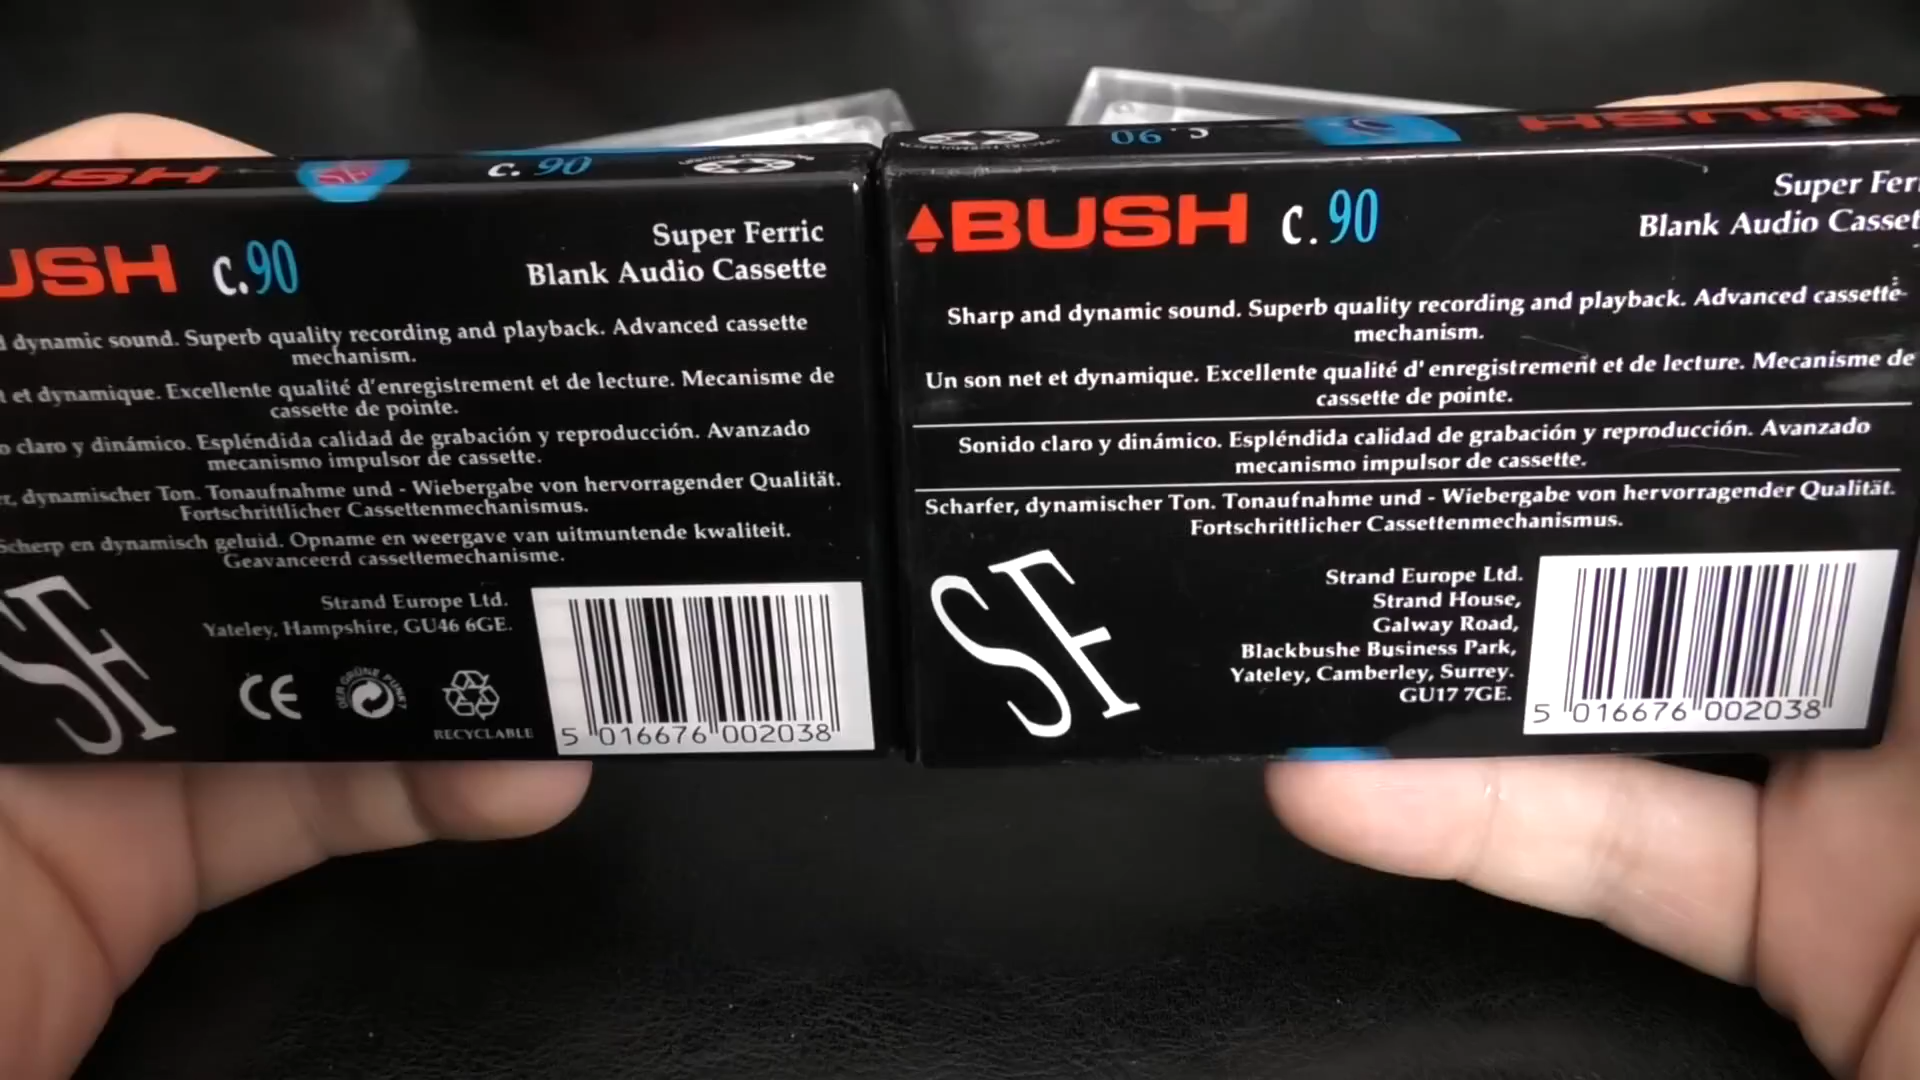 c. 90
USH c.90
Super Ferric
Blank Audio Cassette
dynamic sound. Superb quality recording and playback. Advanced cassette
mechanism.
et dynamique. Excellente qualité d'enregistrement et de lecture. Mecanisme de
cassette de pointe.
claro y dinámico. Espléndida calidad de grabación y reproducción. Avanzado
mecanismo impulsor de cassette.
dynamischer Ton. Tonaufnahme und - Wiebergabe von hervorragender Qualität.
Fortschrittlicher Cassettenmechanismus.
Scherp en dynamisch geluid. Opname en weergave van uitmuntende kwaliteit.
Geavanceerd cassettemechanisme.
SF
Strand Europe Ltd.
Yateley, Hampshire, GU46 6GE.
CE
DER GRÜNE PUNKT
RECYCLABLE
5 016676 002038
BUSH
c. 90
BUSH c.90
Super Fer
Blank Audio Casset
Sharp and dynamic sound. Superb quality recording and playback. Advanced cassette
mechanism.
Un son net et dynamique. Excellente qualité d' enregistrement et de lecture. Mecanisme de
cassette de pointe.
Sonido claro y dinámico. Espléndida calidad de grabación y reproducción. Avanzado
mecanismo impulsor de cassette.
Scharfer, dynamischer Ton. Tonaufnahme und - Wiebergabe von hervorragender Qualität.
Fortschrittlicher Cassettenmechanismus.
SF
Strand Europe Ltd.
Strand House,
Galway Road,
Blackbushe Business Park,
Yateley, Camberley, Surrey.
GU17 7GE.
5 016676 002038